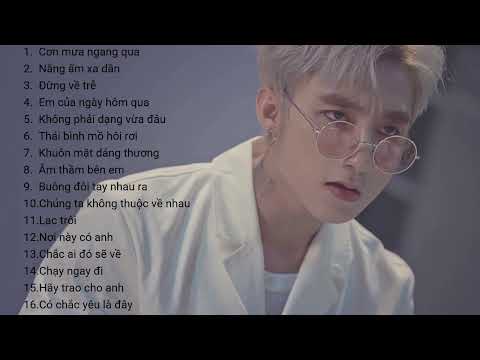 1. Cơn mưa ngang qua
2. Nắng ấm xa dần
3. Đừng về trễ
4. Em của ngày hôm qua
5. Không phải dạng vừa đâu
6. Thái bình mồ hôi rơi
7. Khuôn mặt dáng thương
8. Âm thầm bên em
9. Buông đôi tay nhau ra
10.Chúng ta không thuộc về nhau
11.Lạc trôi
12.Nơi này có anh
13.Chắc ai đó sẽ về
14.Chạy ngay đi
15.Hãy trao cho anh
16.Có chắc yêu là đây